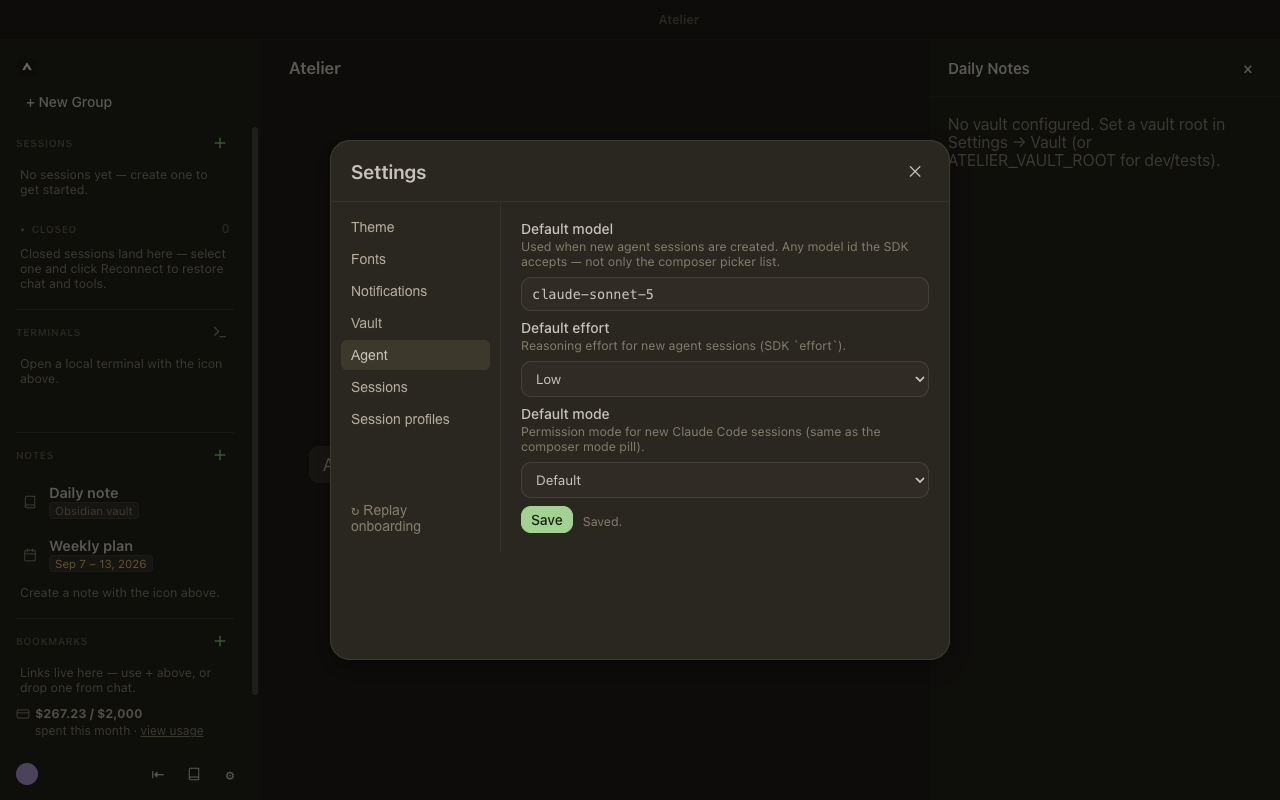 Atelier
+ New Group
SESSIONS
No sessions yet — create one to
get started.
• CLOSED 0
Closed sessions land here — select
one and click Reconnect to restore
chat and tools.
TERMINALS
Open a local terminal with the icon
above.
NOTES
Daily note
Obsidian vault
Weekly plan
Sep 7 – 13, 2026
Create a note with the icon above.
BOOKMARKS
Links live here — use + above, or
drop one from chat.
$267.23 / $2,000
spent this month · view usage
Atelier
Settings
Theme
Fonts
Notifications
Vault
Agent
Sessions
Session profiles
↻ Replay
onboarding
Default model
Used when new agent sessions are created. Any model id the SDK
accepts — not only the composer picker list.
claude-sonnet-5
Default effort
Reasoning effort for new agent sessions (SDK `effort`).
Low
Default mode
Permission mode for new Claude Code sessions (same as the
composer mode pill).
Default
Save Saved.
Daily Notes
No vault configured. Set a vault root in
Settings → Vault (or
ATELIER_VAULT_ROOT for dev/tests).